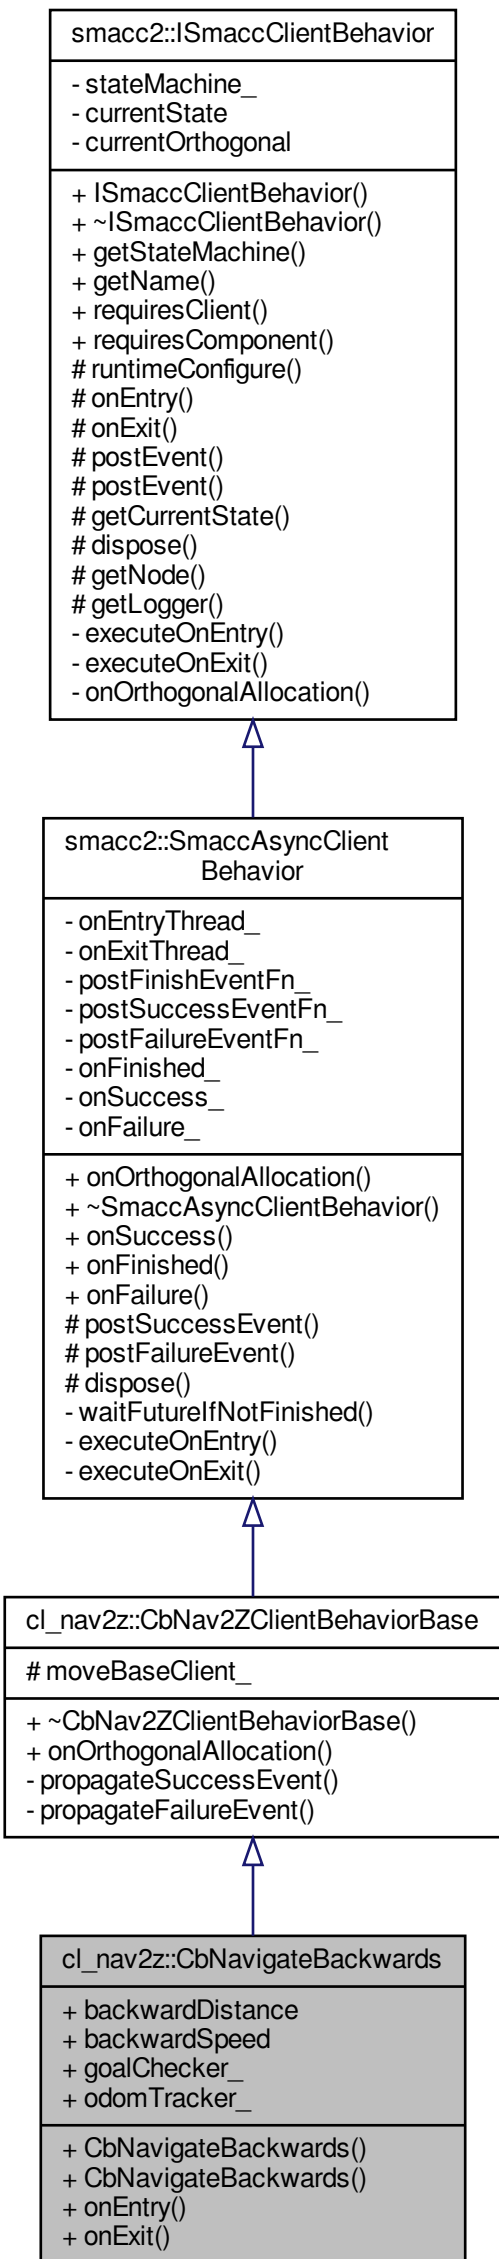 smacc2::ISmaccClientBehavior
- stateMachine_
- currentState
- currentOrthogonal
+ ISmaccClientBehavior()
+ ~ISmaccClientBehavior()
+ getStateMachine()
+ getName()
+ requiresClient()
+ requiresComponent()
# runtimeConfigure()
# onEntry()
# onExit()
# postEvent()
# postEvent()
# getCurrentState()
# dispose()
# getNode()
# getLogger()
- executeOnEntry()
- executeOnExit()
- onOrthogonalAllocation()
smacc2::SmaccAsyncClient
Behavior
- onEntryThread_
- onExitThread_
- postFinishEventFn_
- postSuccessEventFn_
- postFailureEventFn_
- onFinished_
- onSuccess_
- onFailure_
+ onOrthogonalAllocation()
+ ~SmaccAsyncClientBehavior()
+ onSuccess()
+ onFinished()
+ onFailure()
# postSuccessEvent()
# postFailureEvent()
# dispose()
- waitFutureIfNotFinished()
- executeOnEntry()
- executeOnExit()
cl_nav2z::CbNav2ZClientBehaviorBase
# moveBaseClient_
+ ~CbNav2ZClientBehaviorBase()
+ onOrthogonalAllocation()
- propagateSuccessEvent()
- propagateFailureEvent()
cl_nav2z::CbNavigateBackwards
+ backwardDistance
+ backwardSpeed
+ goalChecker_
+ odomTracker_
+ CbNavigateBackwards()
+ CbNavigateBackwards()
+ onEntry()
+ onExit()